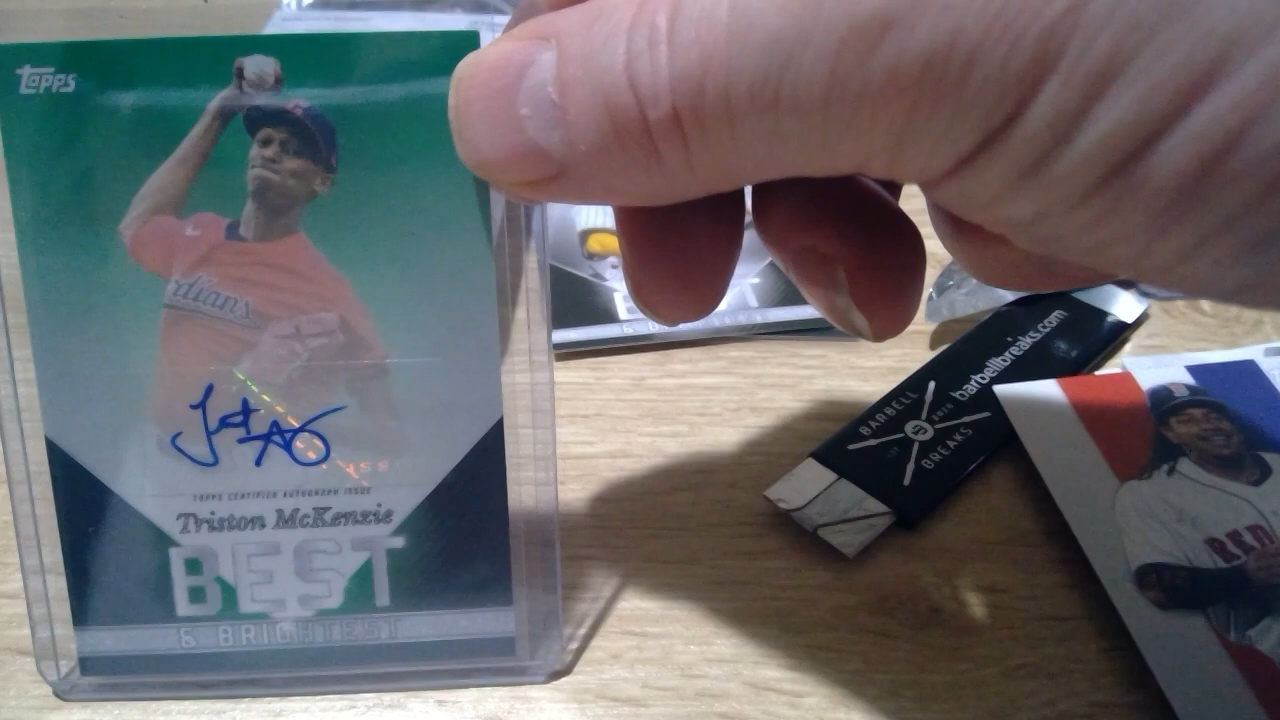 Topps
dians
TOPPS CERTIFIED AUTOGRAPH ISSUE
Triston McKenzie
BEST
& BRIGHTEST
barbellbreaks.com
BARBELL
BREAKS
RED